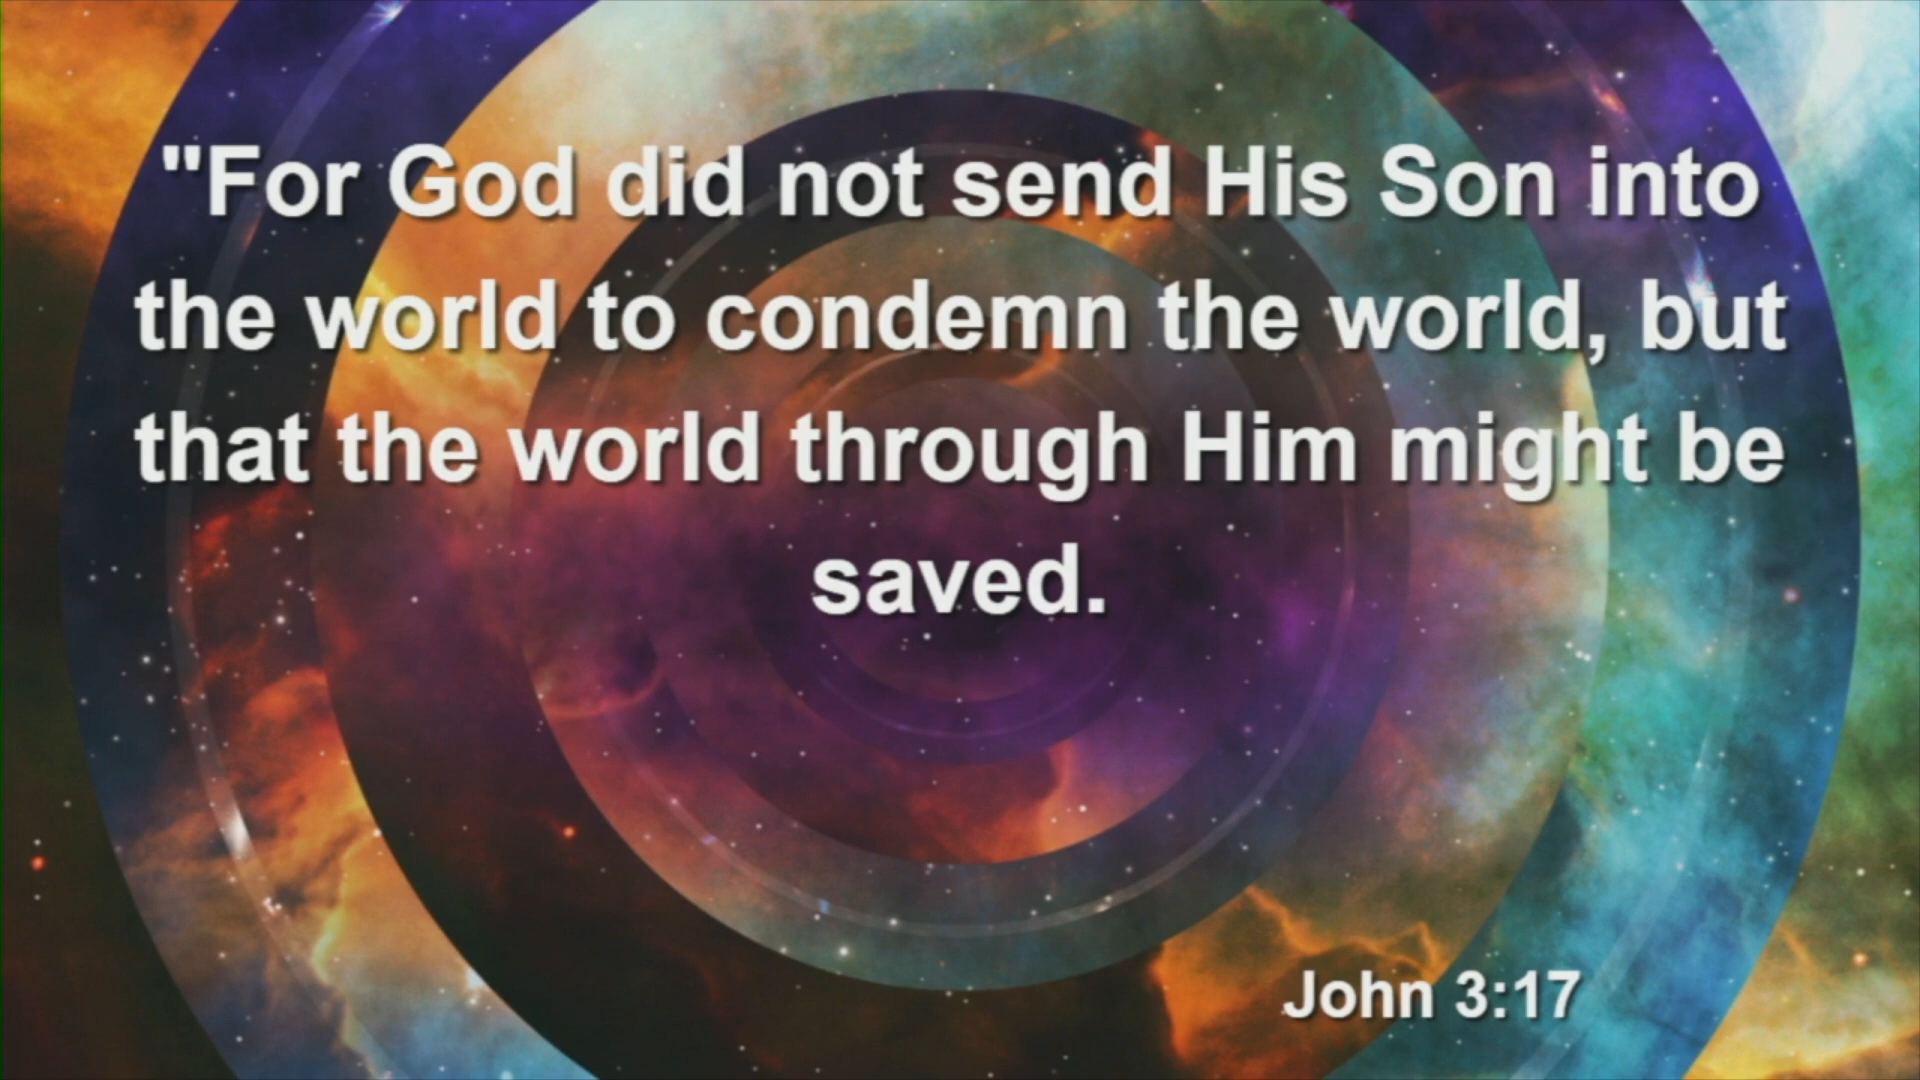 "For God did not send His Son into
the world to condemn the world, but
that the world through Him might be
saved.
John 3:17